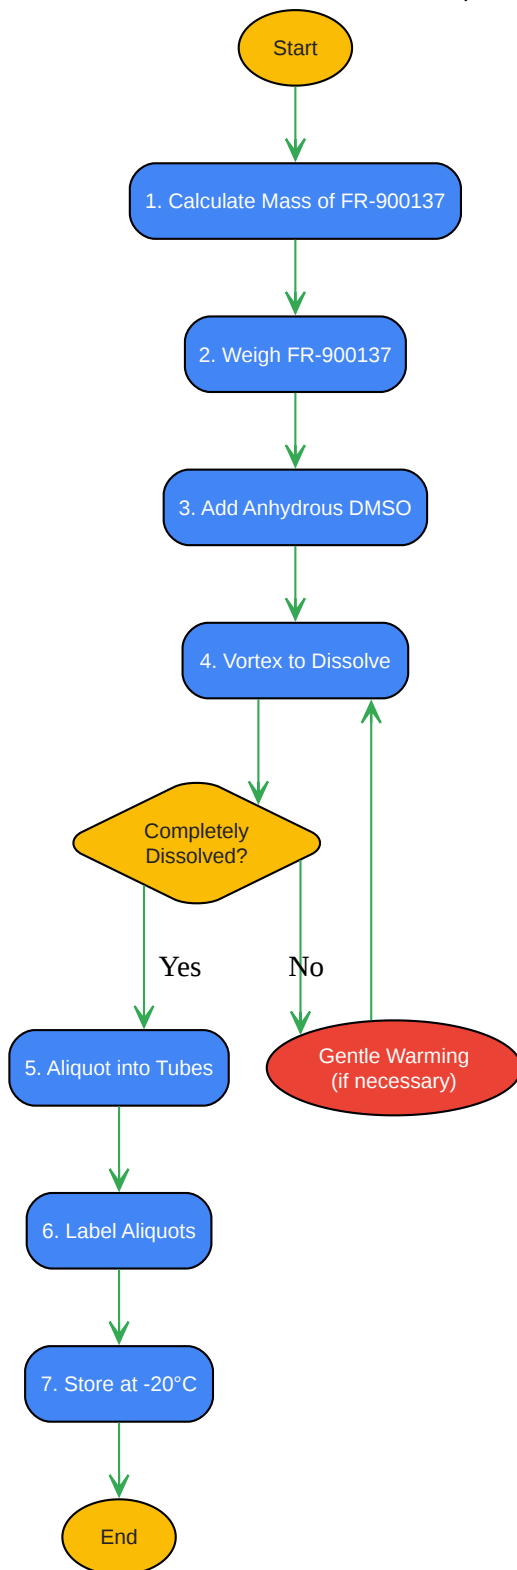 Start
1. Calculate Mass of FR-900137
2. Weigh FR-900137
3. Add Anhydrous DMSO
4. Vortex to Dissolve
Completely
Dissolved?
Yes
No
5. Aliquot into Tubes
Gentle Warming
(if necessary)
6. Label Aliquots
7. Store at -20°C
End